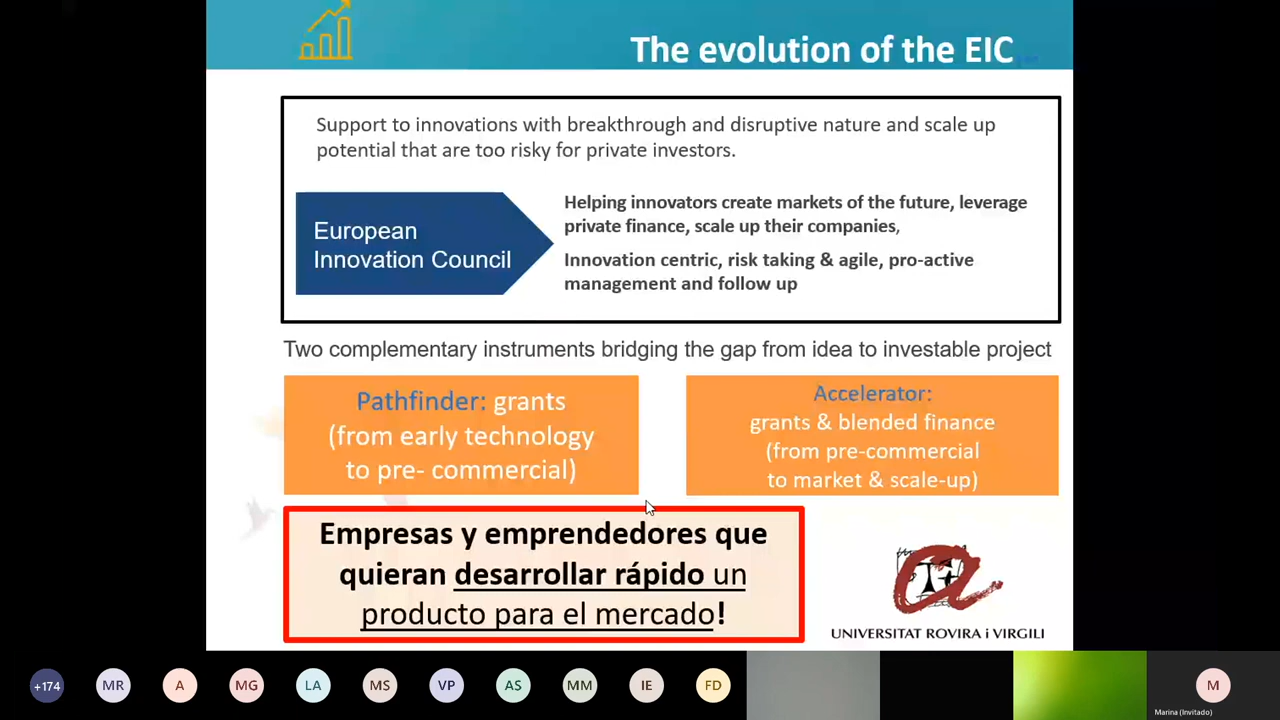 The evolution of the EIC
Support to innovations with breakthrough and disruptive nature and scale up
potential that are too risky for private investors.
European
Innovation Council
Helping innovators create markets of the future, leverage
private finance, scale up their companies,
Innovation centric, risk taking & agile, pro-active
management and follow up
Two complementary instruments bridging the gap from idea to investable project
Pathfinder: grants
(from early technology
to pre- commercial)
Accelerator:
grants & blended finance
(from pre-commercial
to market & scale-up)
Empresas y emprendedores que
quieran desarrollar rápido un
producto para el mercado!
UNIVERSITAT ROVIRA i VIRGILI
+174 MR A MG LA MS VP AS MM IE FD M
Marina (Invitado)